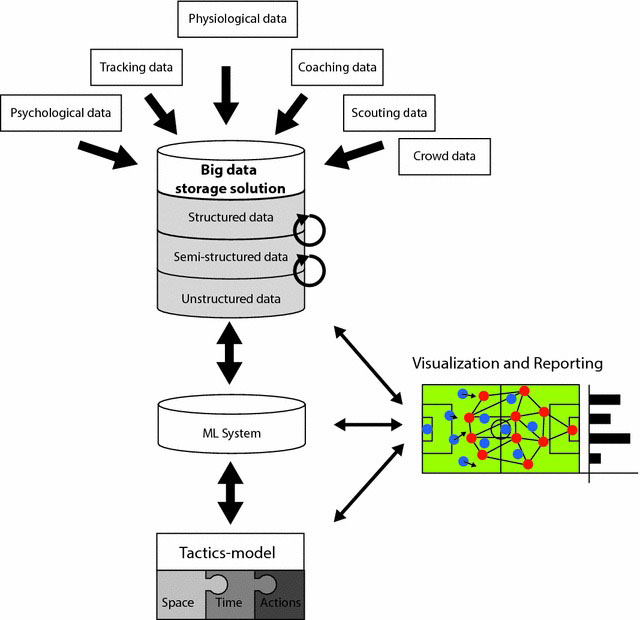 Physiological data
Tracking data
Coaching data
Psychological data
Scouting data
Crowd data
Big data
storage solution
Structured data
Semi-structured data
Unstructured data
Visualization and Reporting
ML System
Tactics-model
Space
Time
Actions